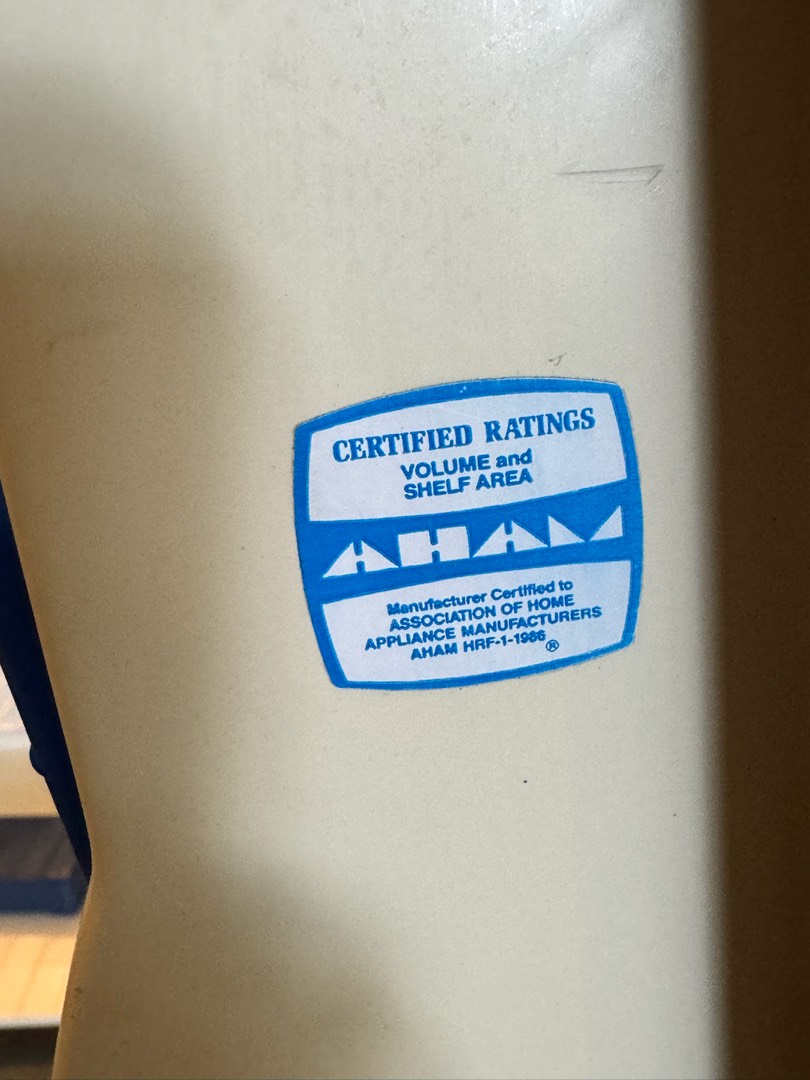 CERTIFIED RATINGS
VOLUME and
SHELF AREA
AHAM
Manufacturer Certified to
ASSOCIATION OF HOME
APPLIANCE MANUFACTURERS
AHAM HRF-1-1986
®